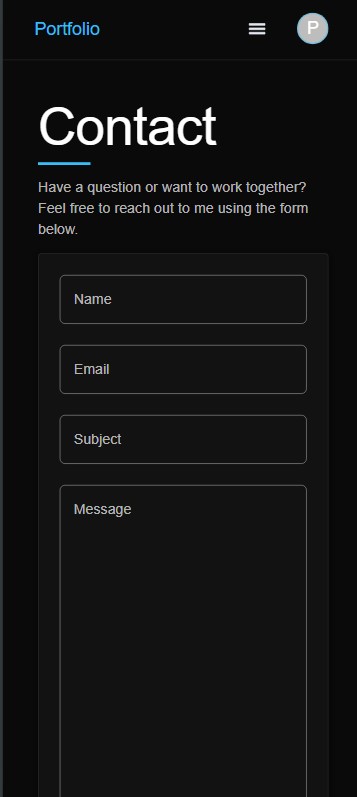 Portfolio
P
Contact
Have a question or want to work together?
Feel free to reach out to me using the form
below.
Name
Email
Subject
Message